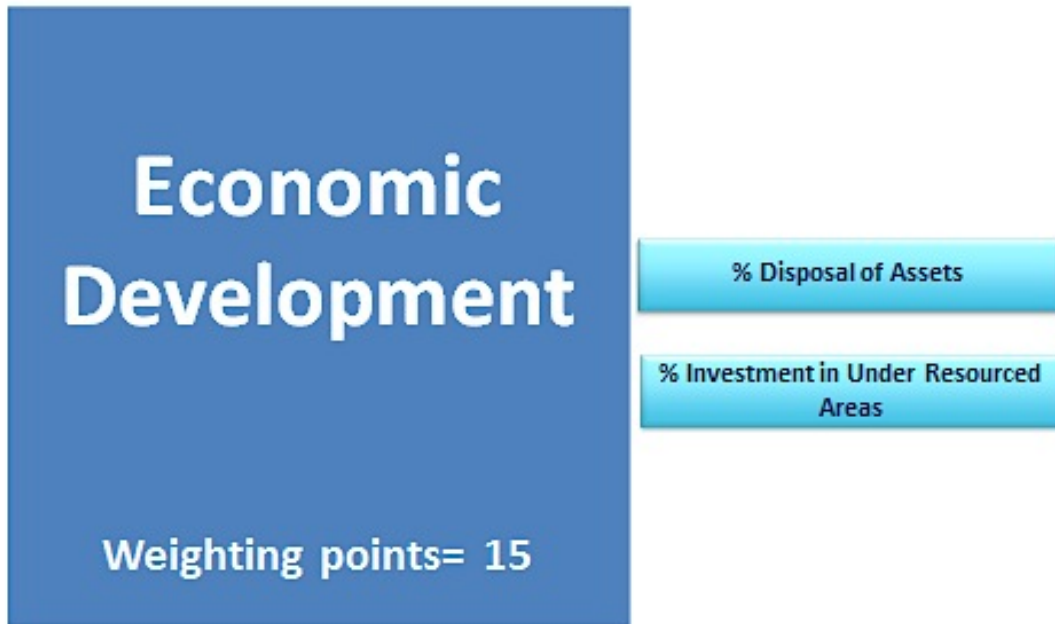 Economic
Development
Weighting points= 15
% Disposal of Assets
% Investment in Under Resourced
Areas